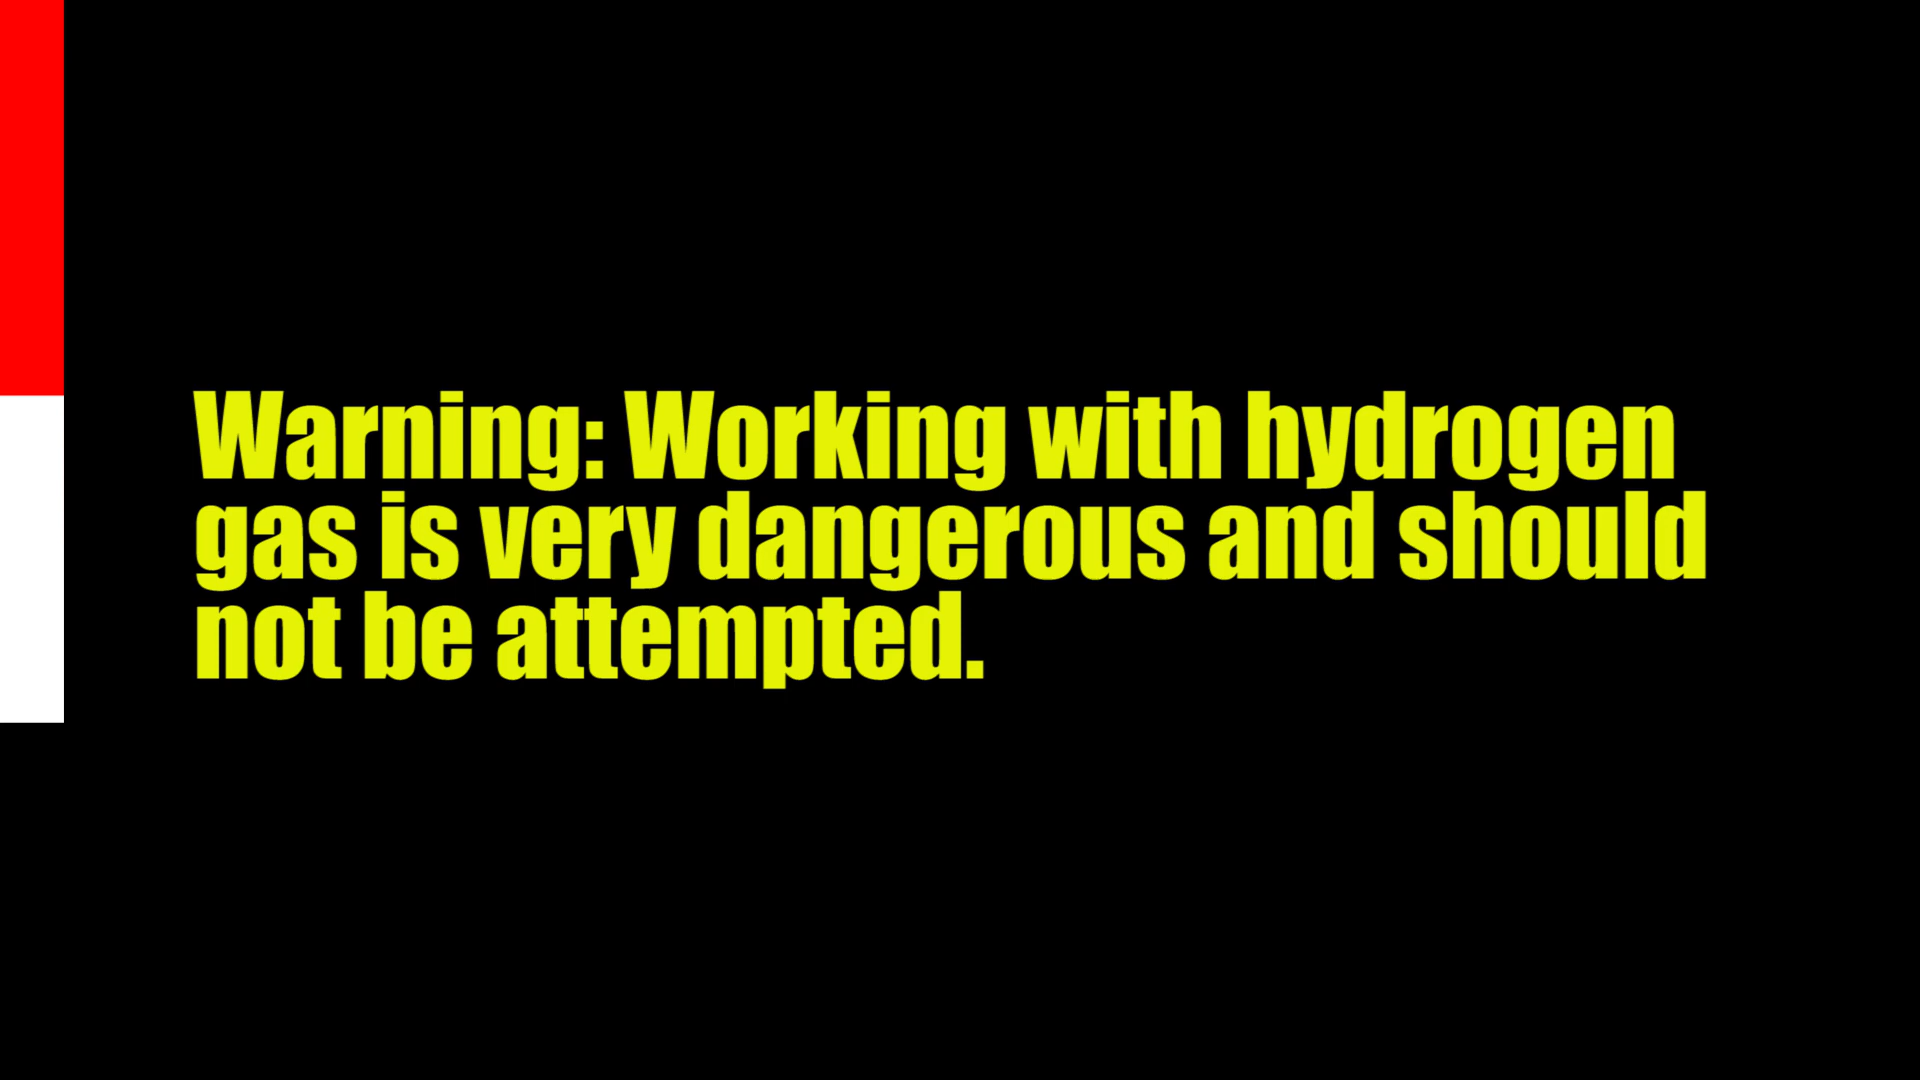 Warning: Working with hydrogen
gas is very dangerous and should
not be attempted.